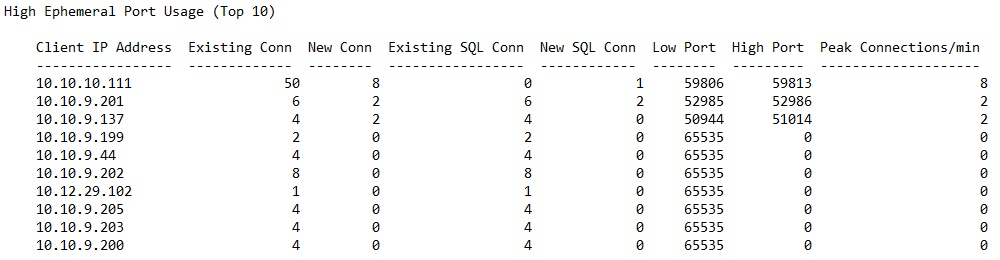 High Ephemeral Port Usage (Top 10)
Client IP Address  Existing Conn  New Conn  Existing SQL Conn  New SQL Conn  Low Port  High Port  Peak Connections/min
-----------------  -------------  --------  -----------------  ------------  --------  ---------  --------------------
10.10.10.111                  50         8                  0             1     59806      59813                     8
10.10.9.201                    6         2                  6             2     52985      52986                     2
10.10.9.137                    4         2                  4             0     50944      51014                     2
10.10.9.199                    2         0                  2             0     65535          0                     0
10.10.9.44                     4         0                  4             0     65535          0                     0
10.10.9.202                    8         0                  8             0     65535          0                     0
10.12.29.102                   1         0                  1             0     65535          0                     0
10.10.9.205                    4         0                  4             0     65535          0                     0
10.10.9.203                    4         0                  4             0     65535          0                     0
10.10.9.200                    4         0                  4             0     65535          0                     0